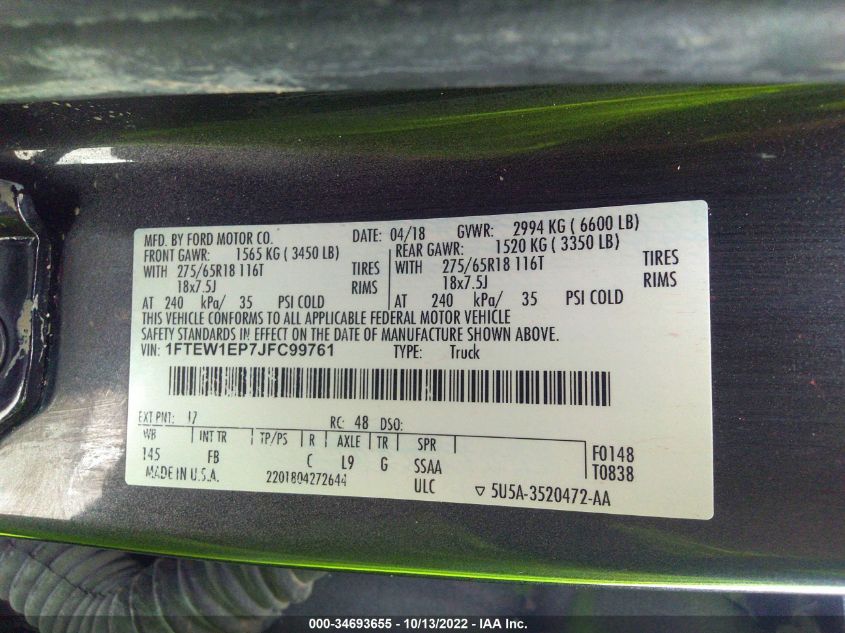 MFD. BY FORD MOTOR CO. DATE: 04/18 GVWR: 2994 KG ( 6600 LB)
FRONT GAWR: 1565 KG ( 3450 LB) REAR GAWR: 1520 KG ( 3350 LB)
WITH 275/65R18 116T TIRES WITH 275/65R18 116T TIRES
18x7.5J RIMS 18x7.5J RIMS
AT 240 kPa/ 35 PSI COLD AT 240 kPa/ 35 PSI COLD
THIS VEHICLE CONFORMS TO ALL APPLICABLE FEDERAL MOTOR VEHICLE
SAFETY STANDARDS IN EFFECT ON THE DATE OF MANUFACTURE SHOWN ABOVE.
VIN: 1FTEW1EP7JFC99761 TYPE: Truck
EXT PNT: 17 RC: 48 DSO:
WB INT TR TP/PS R AXLE TR SPR F0148
145 FB C L9 G SSAA T0838
MADE IN U.S.A. 2201804272644 ULC ▽ 5U5A-3520472-AA
000-34693655 - 10/13/2022 - IAA Inc.